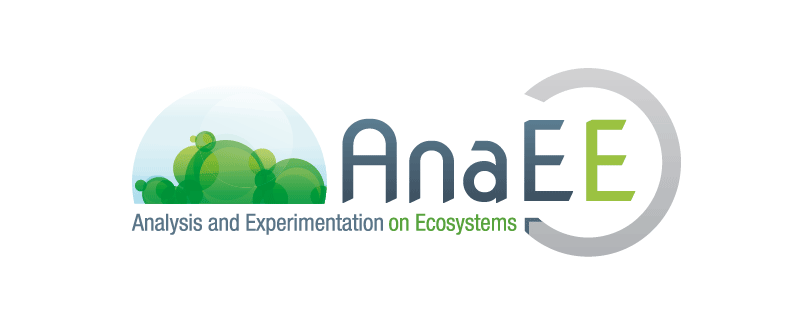 AnaEE
Analysis and Experimentation on Ecosystems